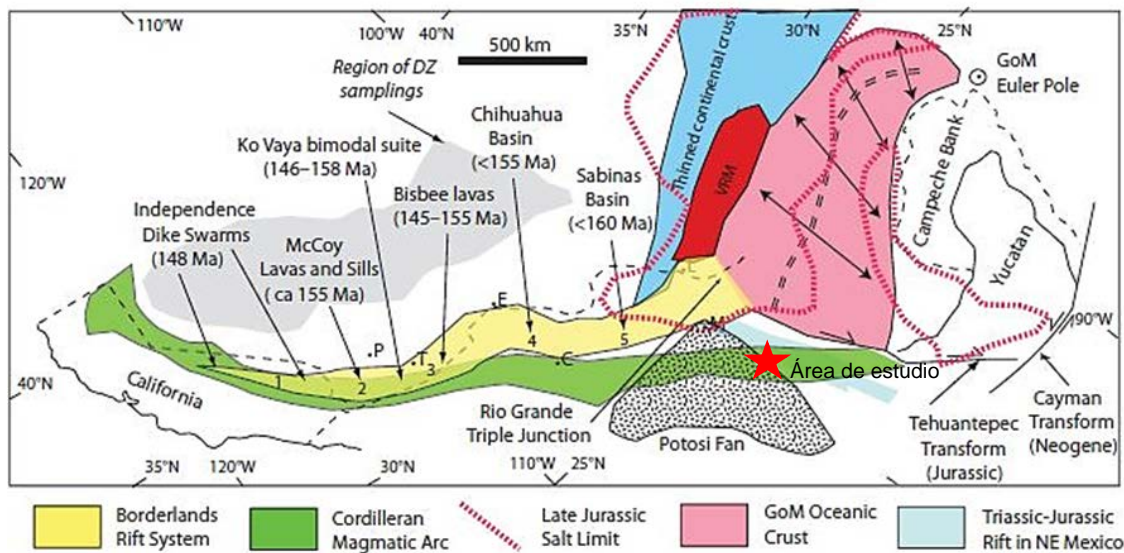 110°W
100°W
40°N
35°N
30°N
25°N
500 km
Region of DZ
samplings
GoM
Euler Pole
Chihuahua
Basin
(<155 Ma)
Ko Vaya bimodal suite
(146–158 Ma)
Thinned continental crust
120°W
Bisbee lavas
(145–155 Ma)
Sabinas
Basin
(<160 Ma)
VRM
Campeche Bank
Independence
Dike Swarms
(148 Ma)
McCoy
Lavas and Sills
( ca 155 Ma)
Yucatan
E
4
5
M
90°W
P
T
3
C
1
2
Área de estudio
40°N
California
Rio Grande
Triple Junction
Potosi Fan
Tehuantepec
Transform
(Jurassic)
Cayman
Transform
(Neogene)
35°N
120°W
30°N
110°W
25°N
Borderlands
Rift System
Cordilleran
Magmatic Arc
Late Jurassic
Salt Limit
GoM Oceanic
Crust
Triassic-Jurassic
Rift in NE Mexico